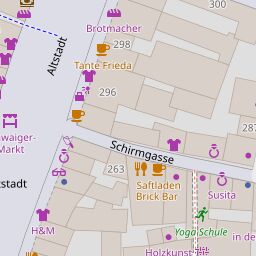 300
Brotmacher
298
Altstadt
Tante Frieda
296
287
waiger-
Markt
Schirmgasse
263
Saftladen
Brick Bar
Susita
tstadt
H&M
Yoga Schule
in de
Holzkunst